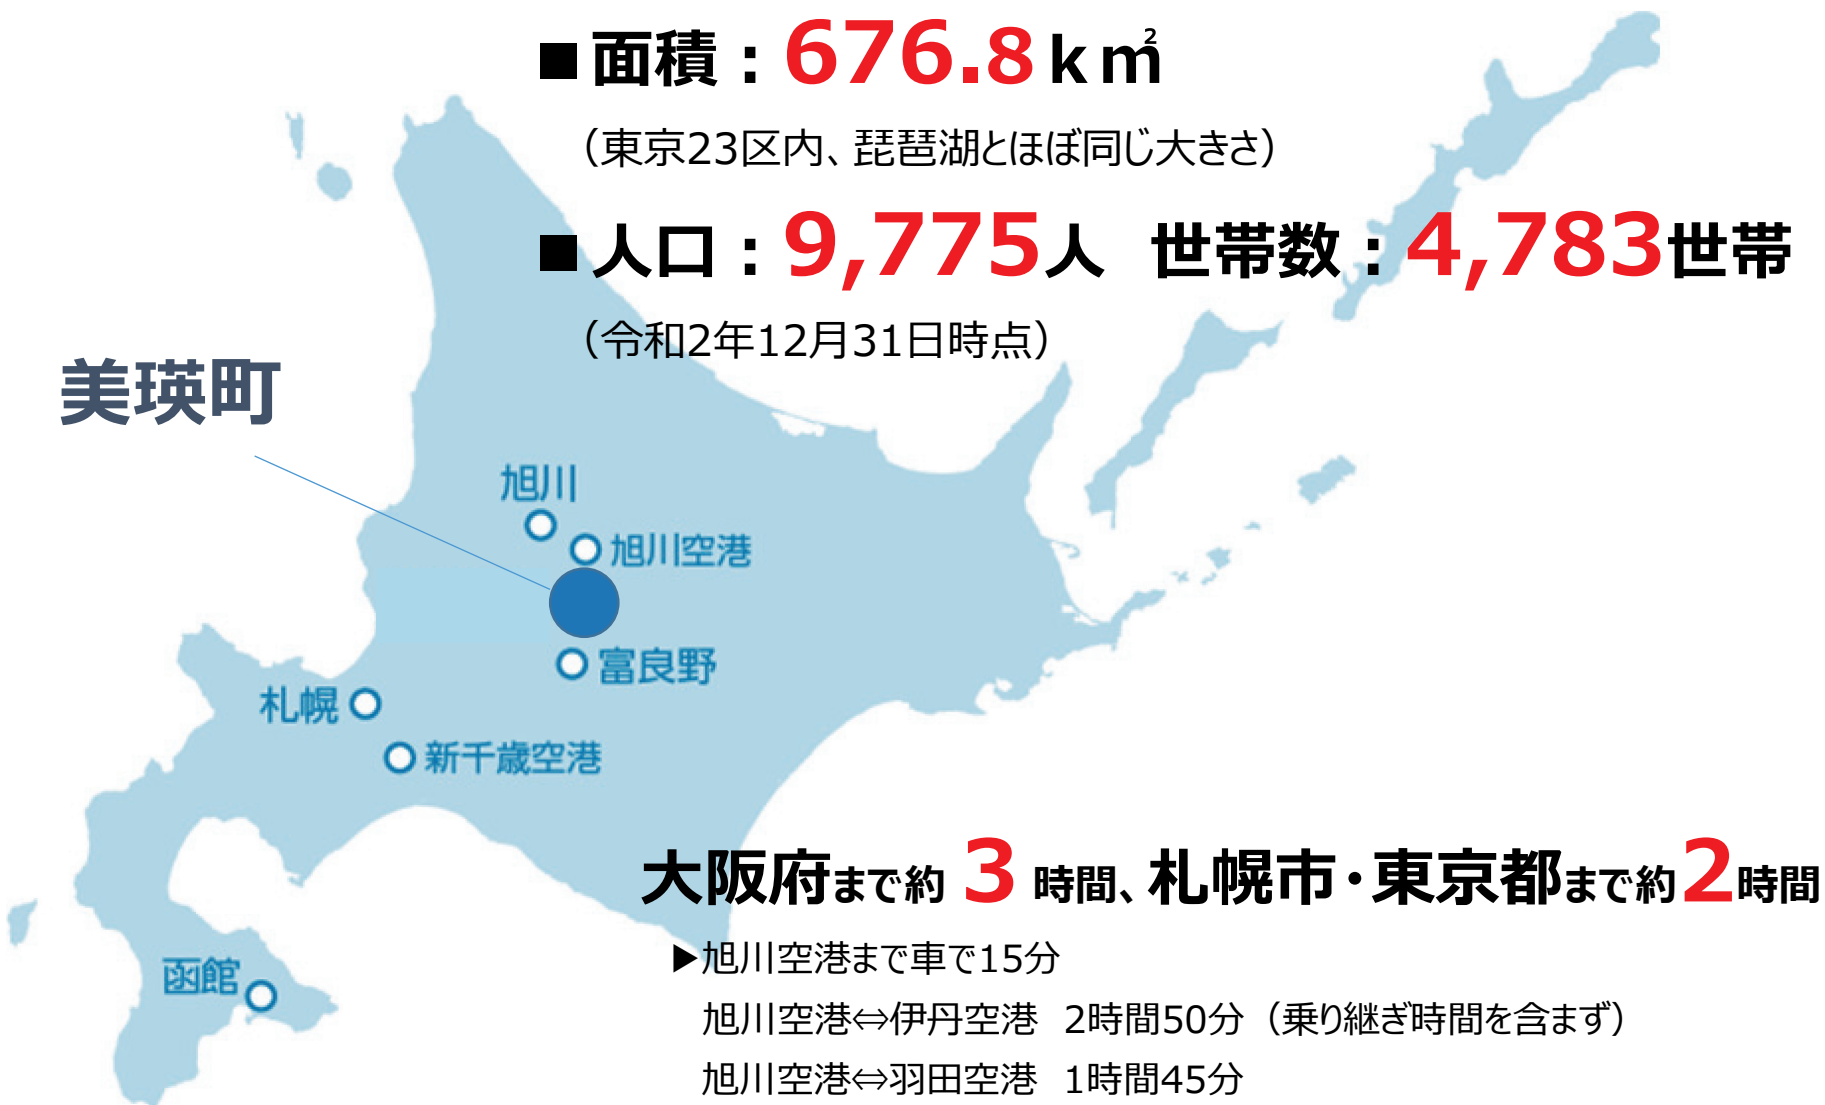 ■面積：676.8k㎡
（東京23区内、琵琶湖とほぼ同じ大きさ）
■人口：9,775人 世帯数：4,783世帯
（令和2年12月31日時点）
美瑛町
旭川
旭川空港
富良野
札幌
新千歳空港
大阪府まで約 3 時間、札幌市・東京都まで約2時間
▶旭川空港まで車で15分
函館
旭川空港⇔伊丹空港 2時間50分（乗り継ぎ時間を含まず）
旭川空港⇔羽田空港 1時間45分